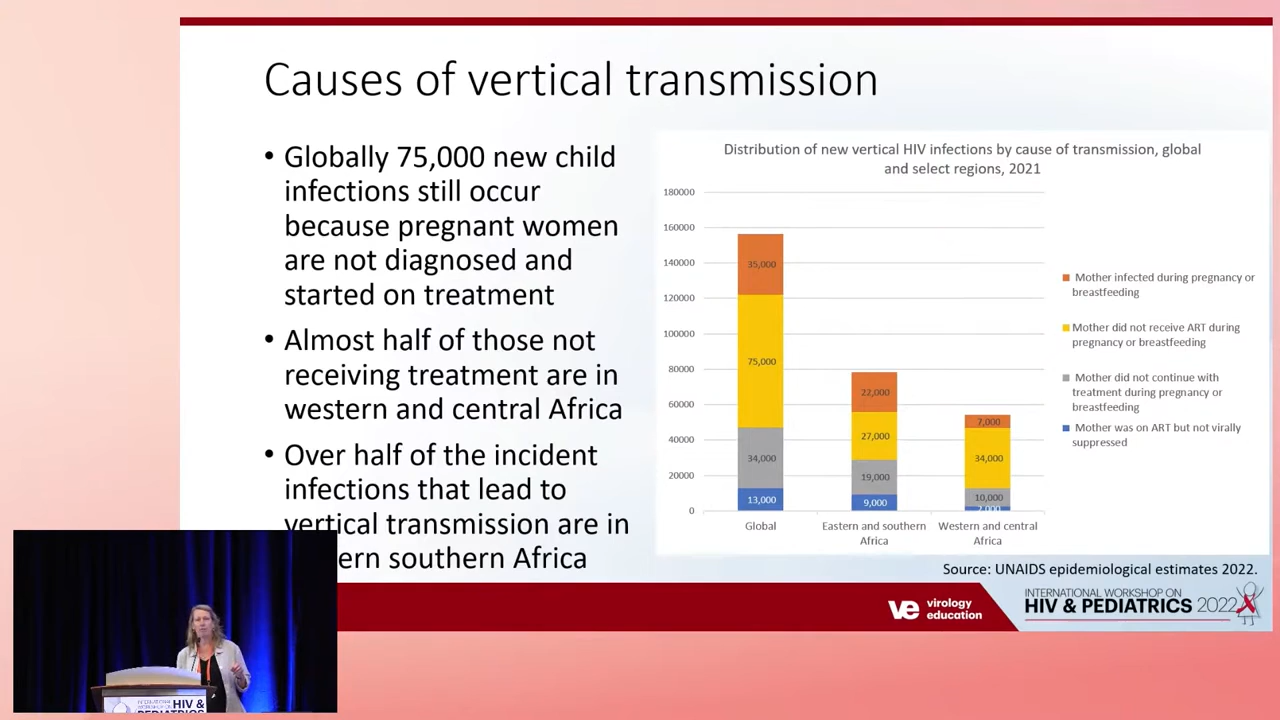 Causes of vertical transmission
• Globally 75,000 new child
infections still occur
because pregnant women
are not diagnosed and
started on treatment
• Almost half of those not
receiving treatment are in
western and central Africa
• Over half of the incident
infections that lead to
vertical transmission are in
ern southern Africa
Distribution of new vertical HIV infections by cause of transmission, global
and select regions, 2021
180000
160000
140000
120000
100000
80000
60000
40000
20000
0
35,000
75,000
34,000
13,000
22,000
27,000
19,000
9,000
7,000
34,000
10,000
2,000
Global
Eastern and southern
Africa
Western and central
Africa
Mother infected during pregnancy or
breastfeeding
Mother did not receive ART during
pregnancy or breastfeeding
Mother did not continue with
treatment during pregnancy or
breastfeeding
Mother was on ART but not virally
suppressed
Source: UNAIDS epidemiological estimates 2022.
ve virology
education
INTERNATIONAL WORKSHOP ON
HIV & PEDIATRICS 2022
INTERNATIONAL
WORKSHOP ON HIV &
PEDIATRICS